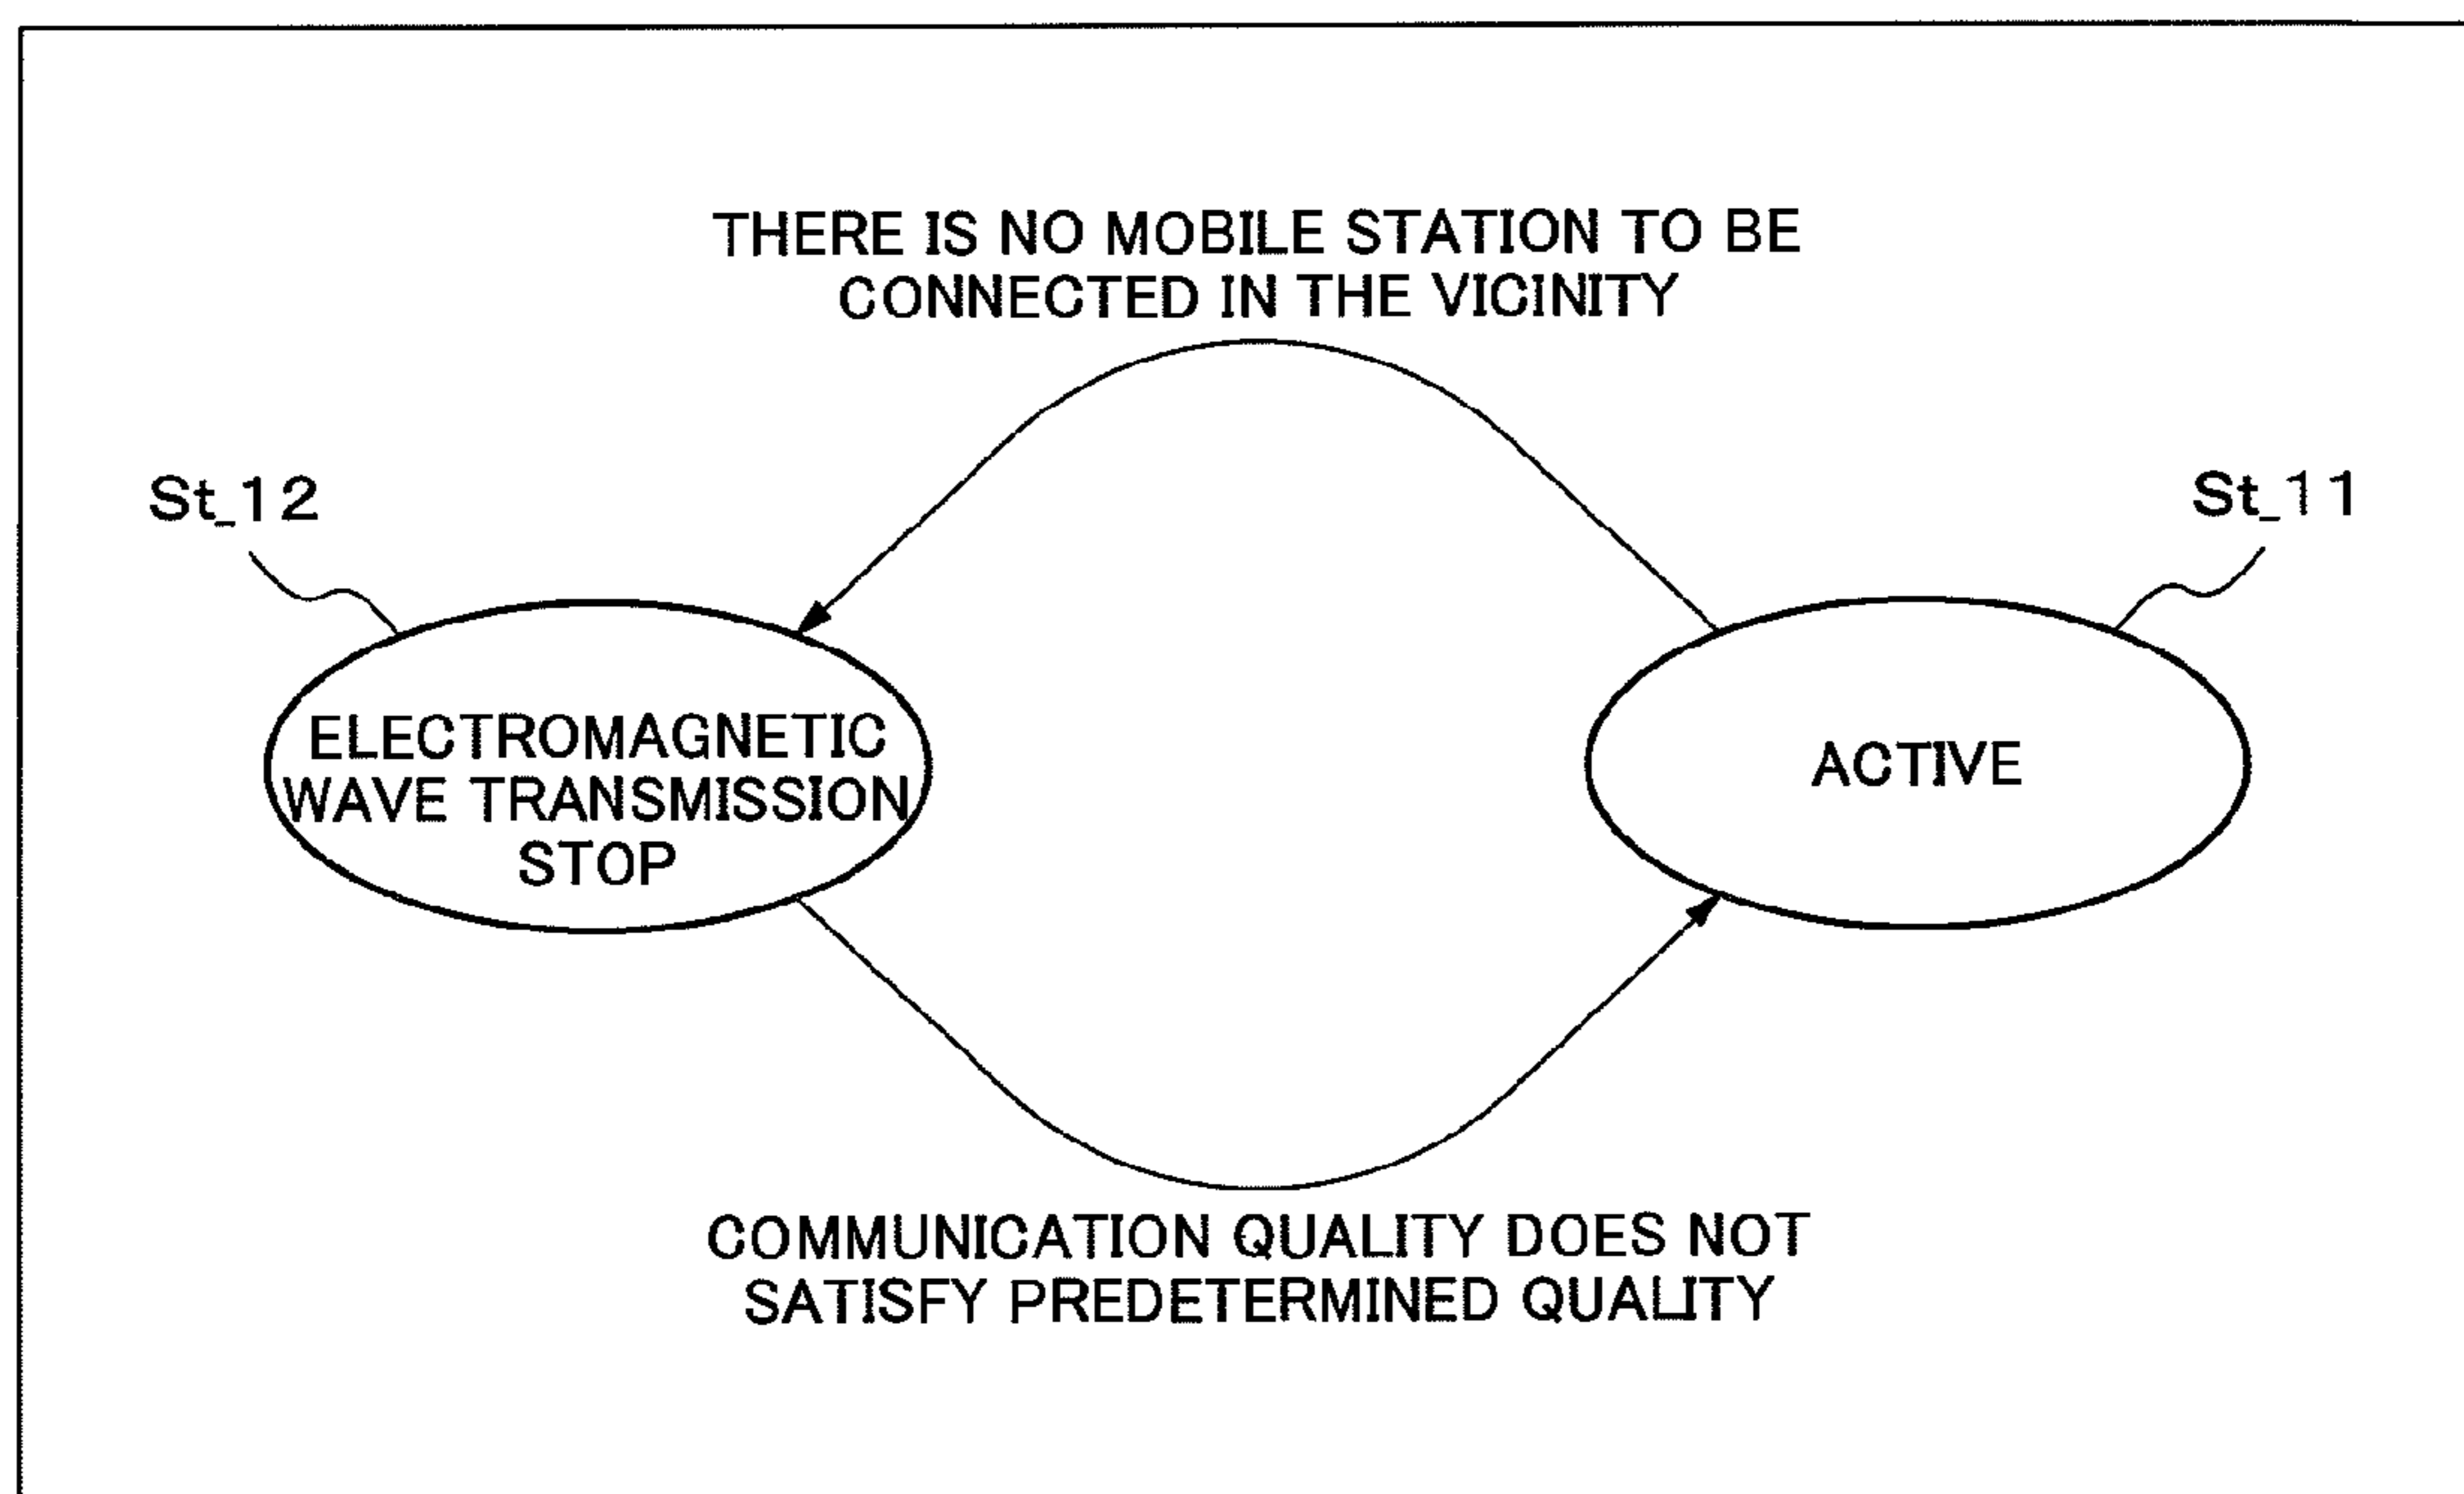 THERE IS NO MOBILE STATION TO BE
CONNECTED IN THE VICINITY
St_12
St_11
ELECTROMAGNETIC
WAVE TRANSMISSION
STOP
ACTIVE
COMMUNICATION QUALITY DOES NOT
SATISFY PREDETERMINED QUALITY